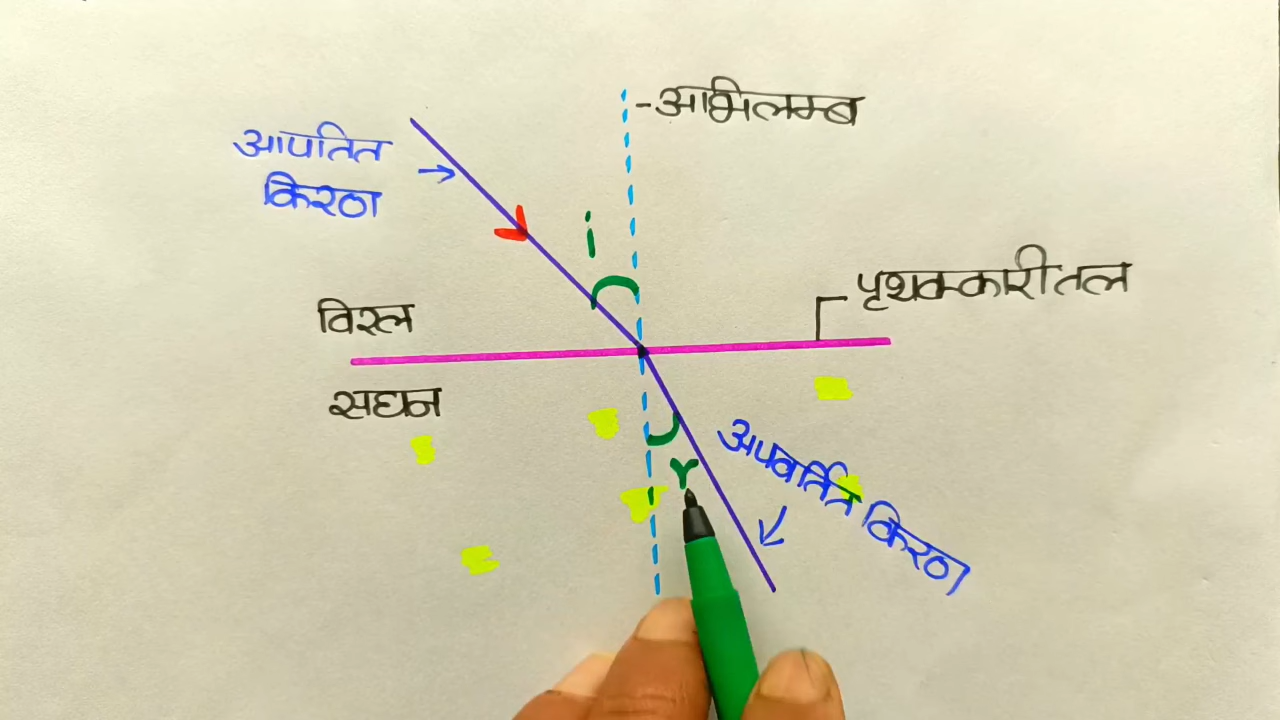 -अभिलम्ब
आपतित
किरण
i
पृथक्कारी तल
विरल
सघन
r
अपवर्तित किरण